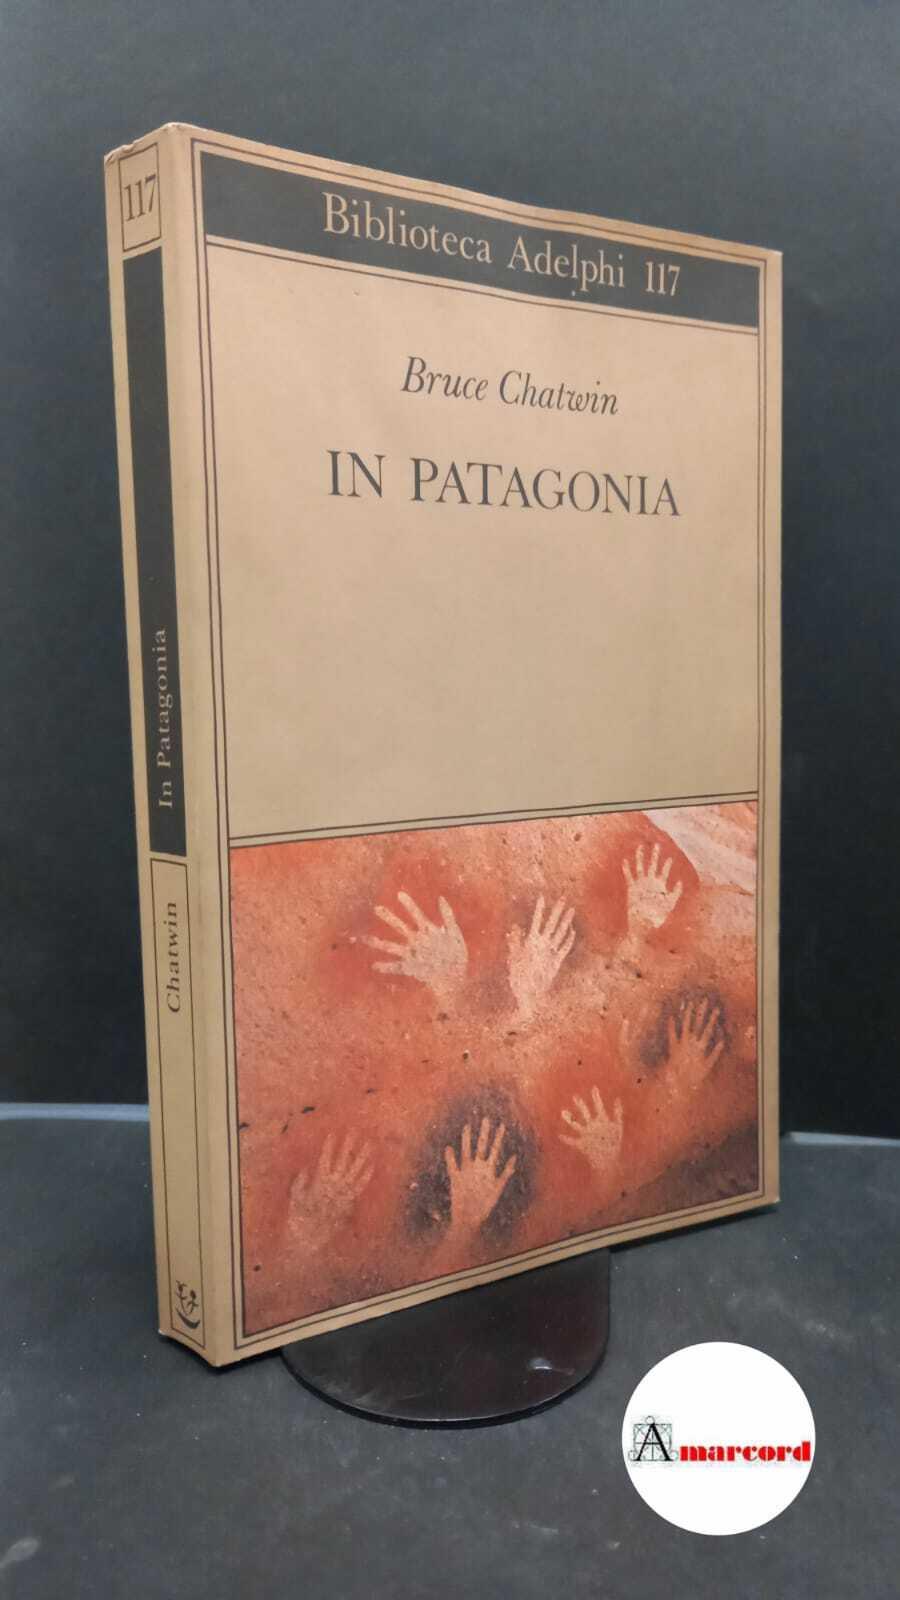 117
Biblioteca Adelphi 117
Bruce Chatwin
IN PATAGONIA
In Patagonia
Chatwin
Amarcord